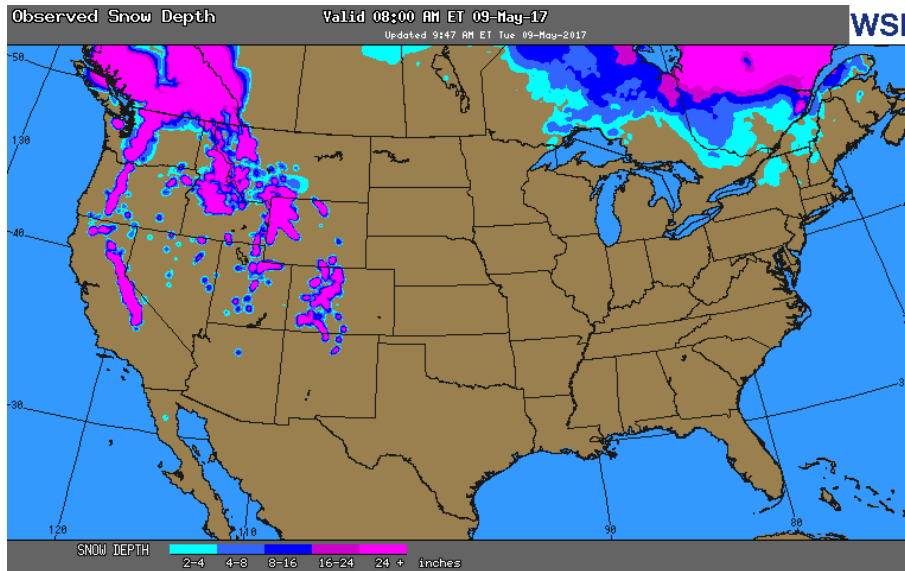 Observed Snow Depth Valid 08:00 AM ET 09-May-17
Updated 9:47 AM ET Tue 09-May-2017
WSI
50
130
40
30
120
110
90
80
SNOW DEPTH
2-4 4-8 8-16 16-24 24 + inches